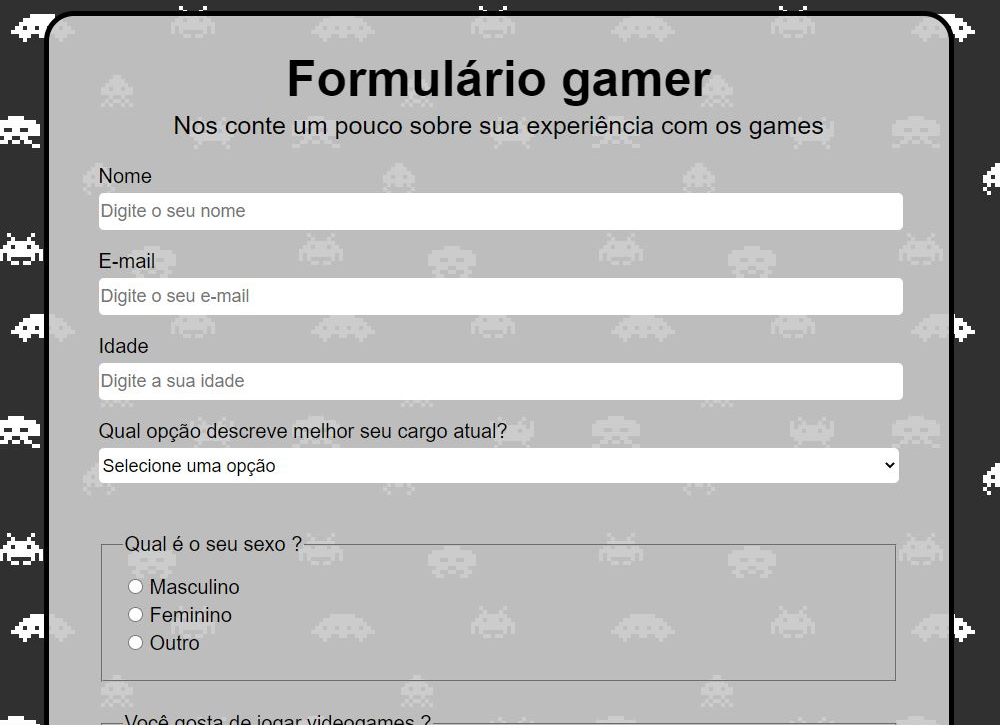 Formulário gamer
Nos conte um pouco sobre sua experiência com os games
Nome
Digite o seu nome
E-mail
Digite o seu e-mail
Idade
Digite a sua idade
Qual opção descreve melhor seu cargo atual?
Selecione uma opção
Qual é o seu sexo ?
Masculino
Feminino
Outro
Você gosta de jogar videogames ?